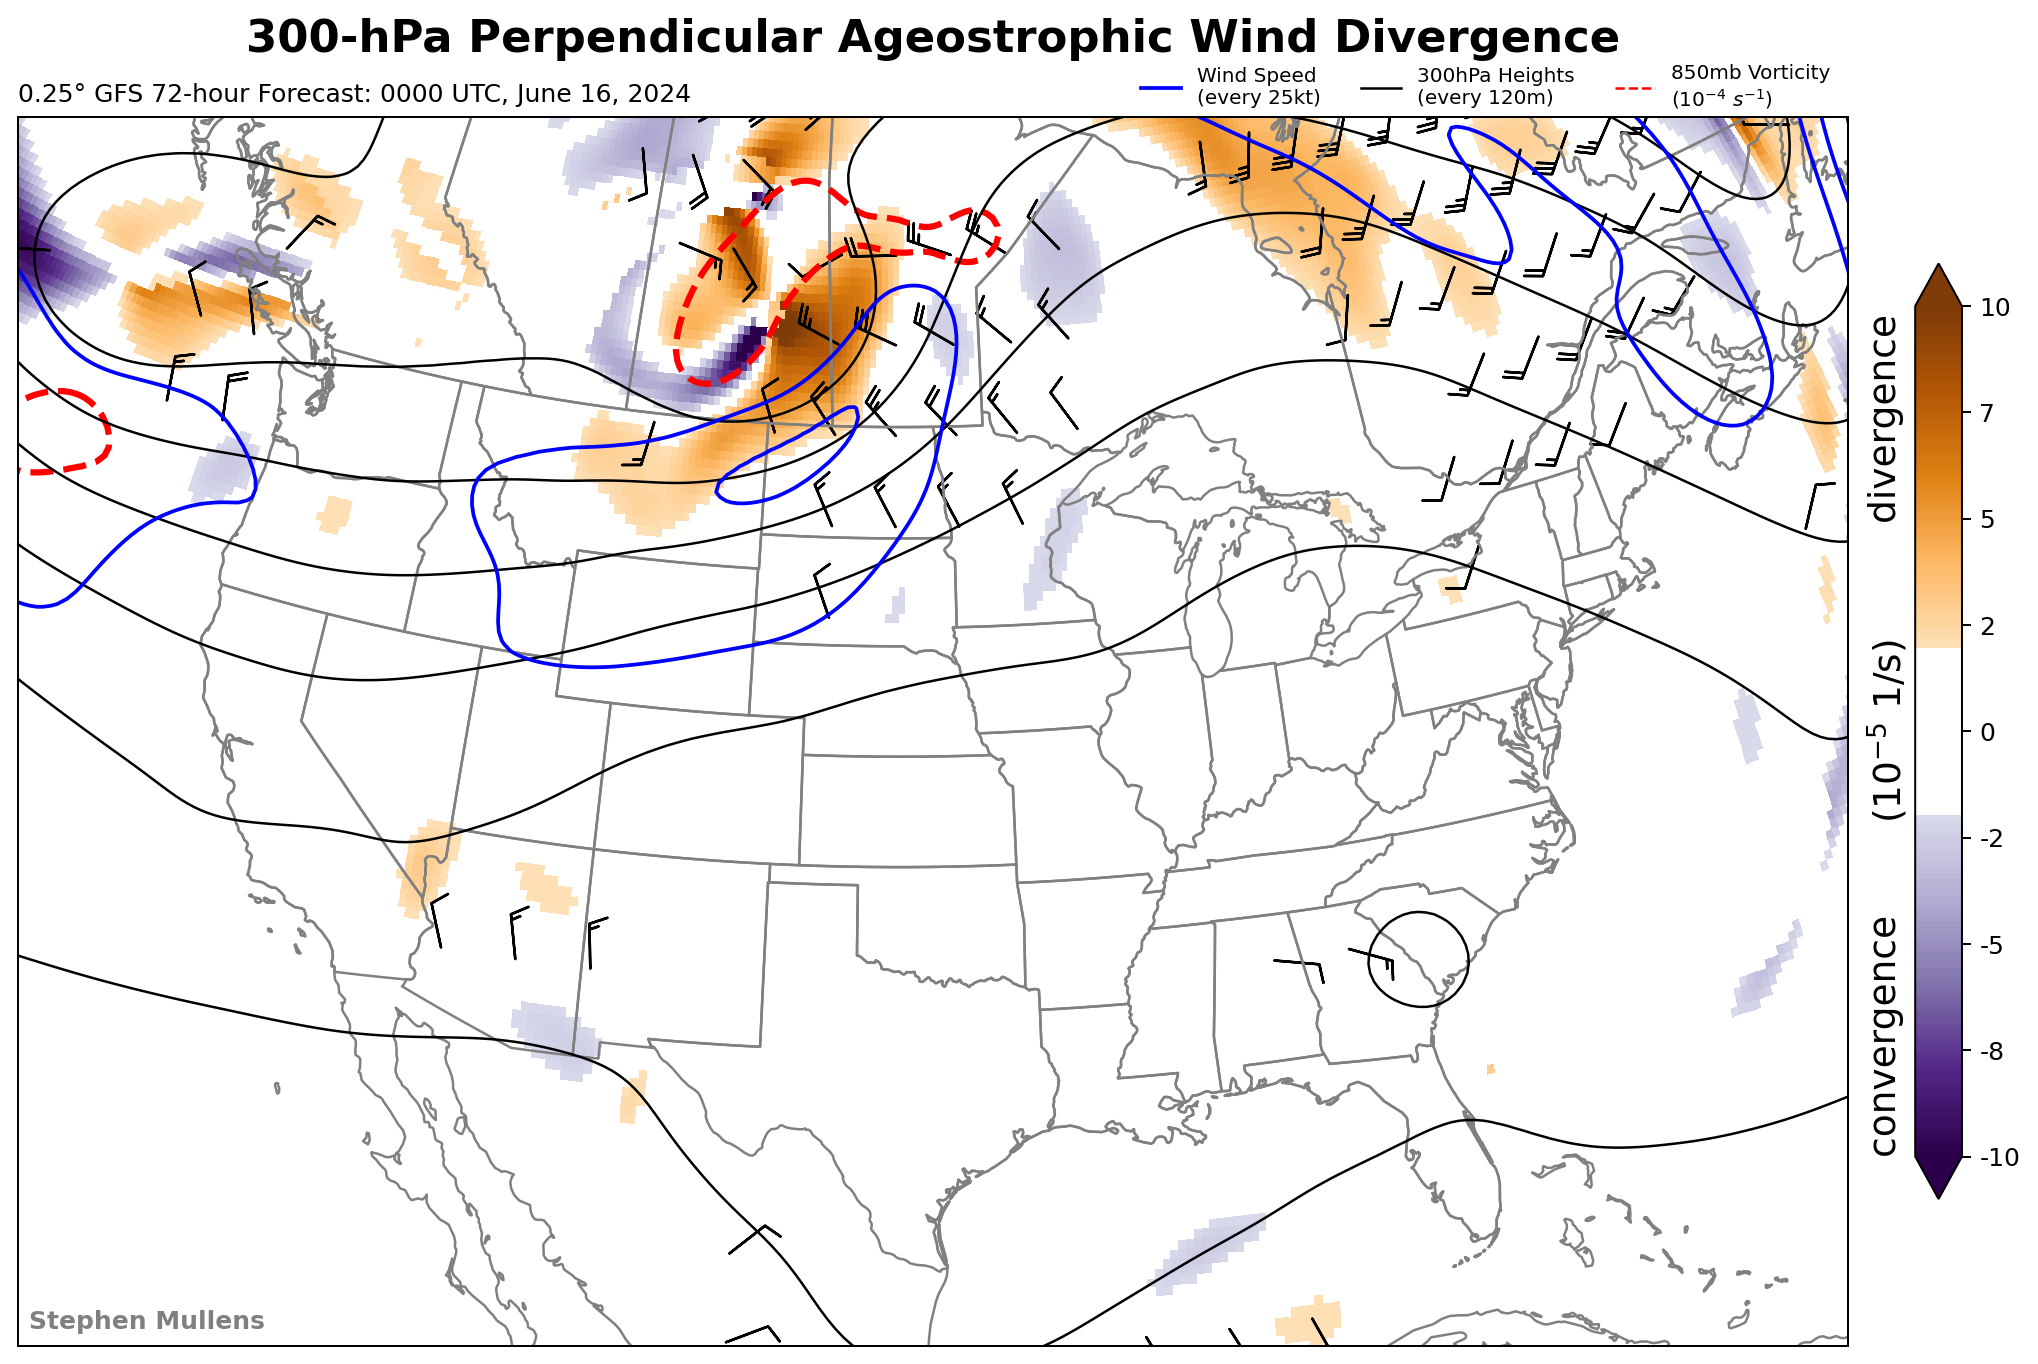 300-hPa Perpendicular Ageostrophic Wind Divergence
0.25° GFS 72-hour Forecast: 0000 UTC, June 16, 2024
Wind Speed
(every 25kt)
300hPa Heights
(every 120m)
850mb Vorticity
(10⁻⁴ s⁻¹)
10
7
5
2
0
-2
-5
-8
-10
convergence (10⁻⁵ 1/s) divergence
Stephen Mullens